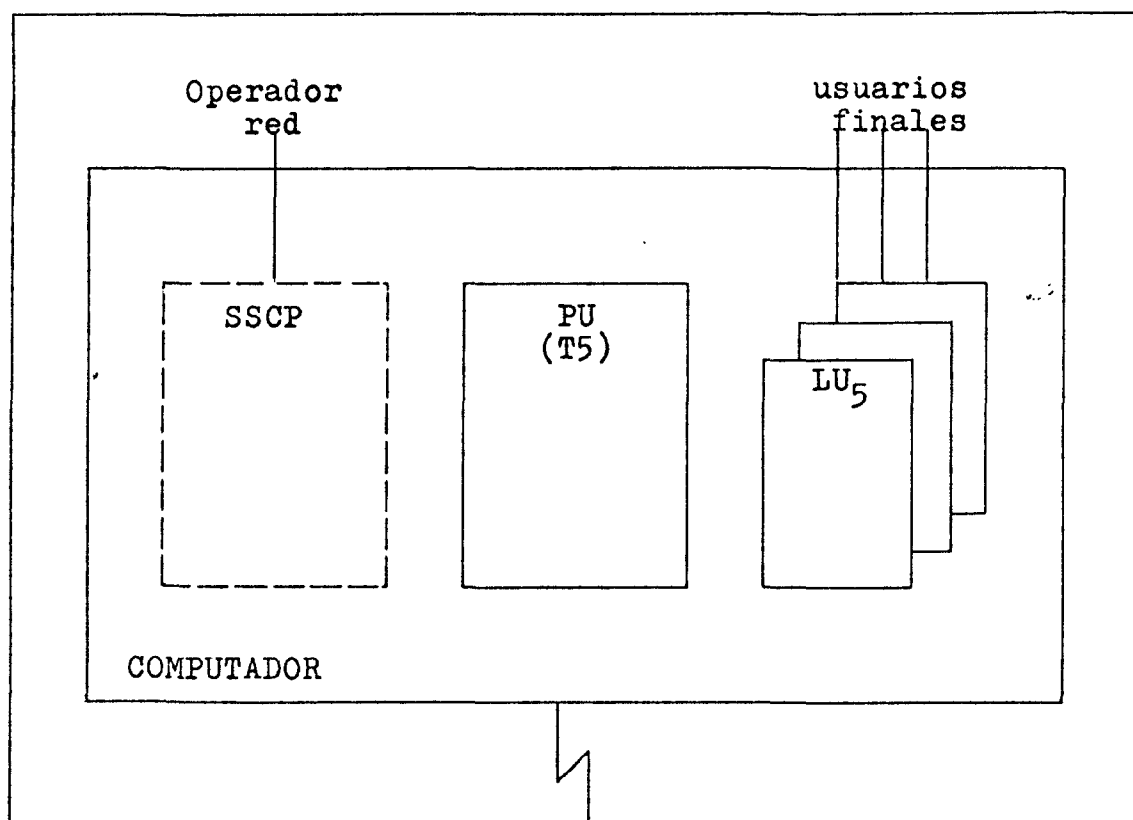 Operador
red
usuarios
finales
SSCP
PU
(T5)
LU5
COMPUTADOR